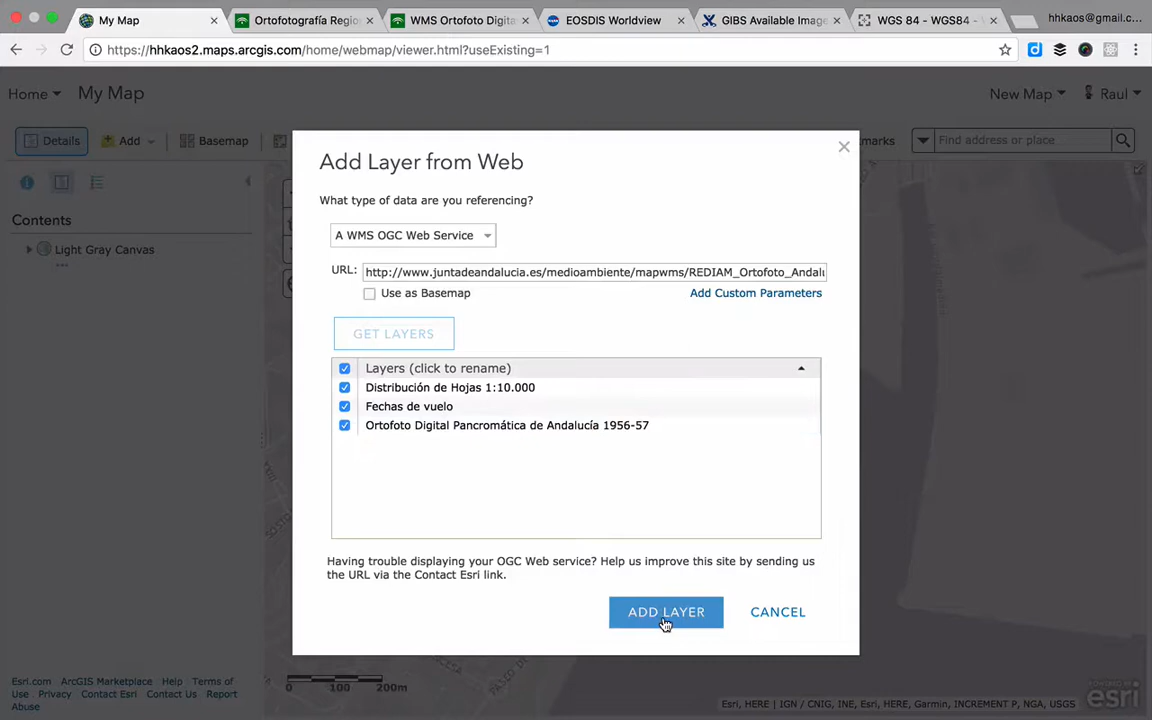 My Map
Ortofotografía Regio
WMS Ortofoto Digita
EOSDIS Worldview
GIBS Available Imag
WGS 84 - WGS84 -
hhkaos@gmail.c...
https://hhkaos2.maps.arcgis.com/home/webmap/viewer.html?useExisting=1
Home
My Map
New Map
Raul
Details
Add
Basemap
kmarks
Find address or place
Add Layer from Web
What type of data are you referencing?
Contents
A WMS OGC Web Service
Light Gray Canvas
URL:
http://www.juntadeandalucia.es/medioambiente/mapwms/REDIAM_Ortofoto_Andal
Use as Basemap
Add Custom Parameters
GET LAYERS
Layers (click to rename)
Distribución de Hojas 1:10.000
Fechas de vuelo
Ortofoto Digital Pancromática de Andalucía 1956-57
Having trouble displaying your OGC Web service? Help us improve this site by sending us
the URL via the Contact Esri link.
ADD LAYER
CANCEL
Esri.com ArcGIS Marketplace Help Terms of
Use Privacy Contact Esri Contact Us Report
Abuse
0 100 200m
POWERED BY
esri
Esri, HERE | IGN / CNIG, INE, Esri, HERE, Garmin, INCREMENT P, NGA, USGS